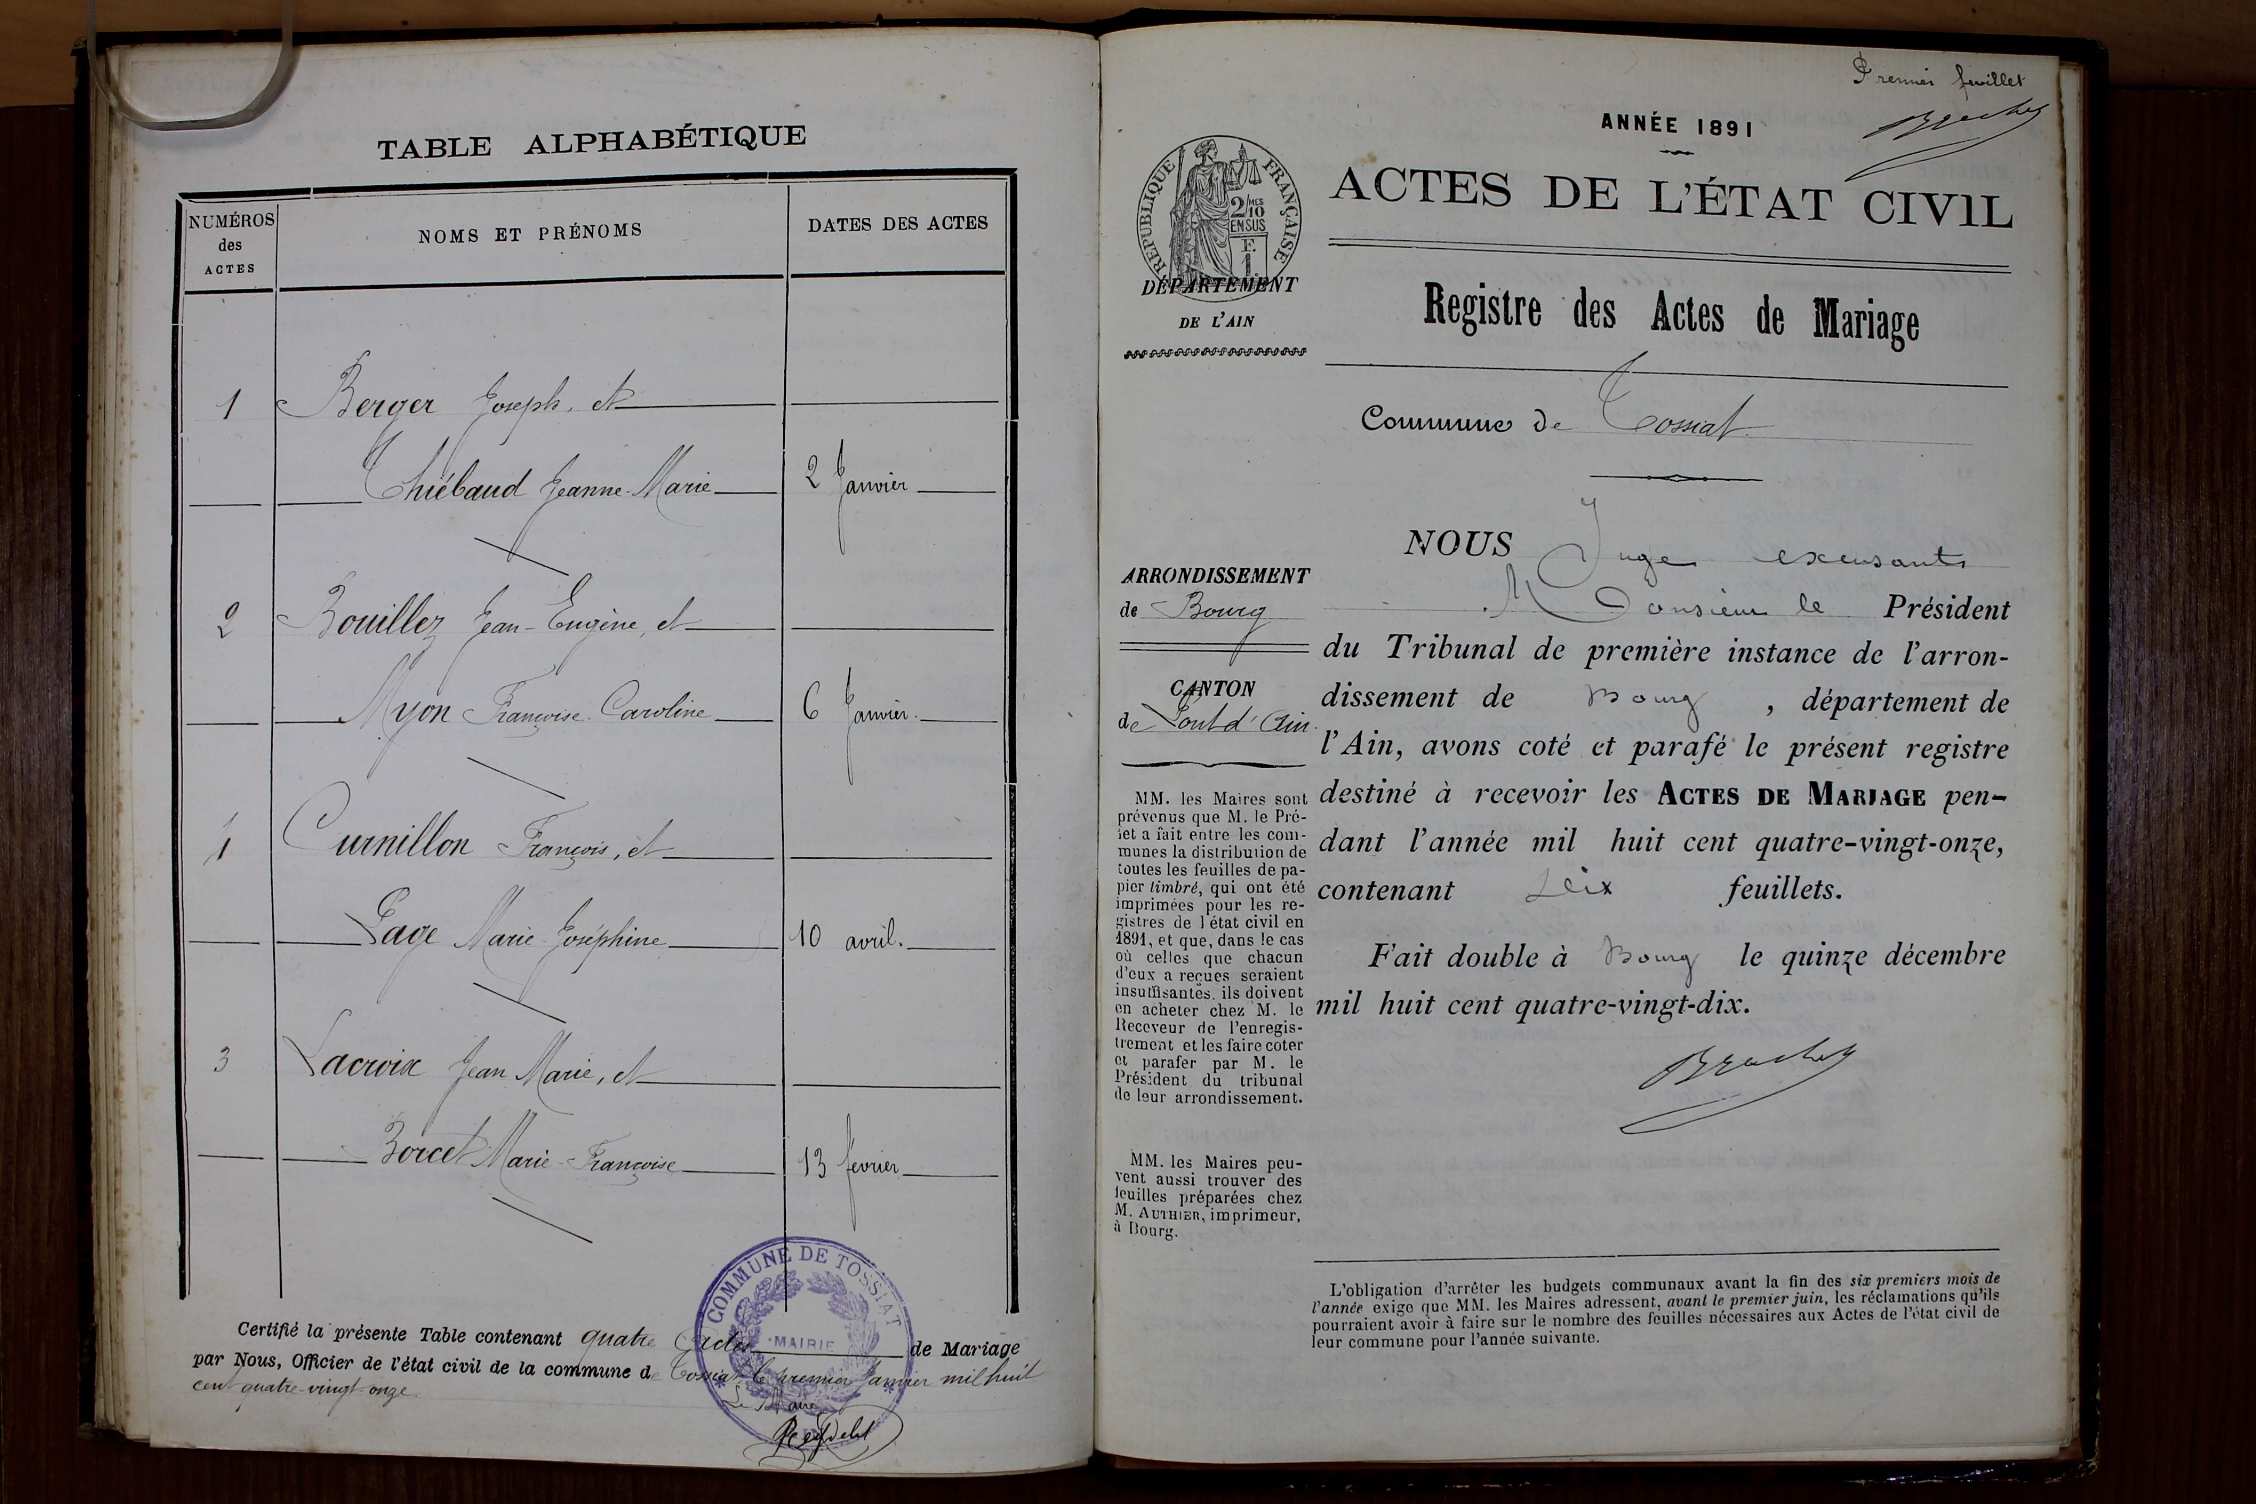 TABLE ALPHABÉTIQUE
NUMÉROS des ACTES
NOMS ET PRÉNOMS
DATES DES ACTES
1 Berger Joseph, et
Thiébaud Jeanne-Marie 2 Janvier
2 Bouillez Jean-Eugène, et
Myon Françoise-Caroline 6 Janvier.
Curnillon François, et
Page Marie-Joséphine 10 avril.
3 Lacroix Jean Marie, et
Borcet Marie-Françoise 13 février
COMMUNE DE TOSSIAT
MAIRIE
Certifié la présente Table contenant quatre actes de Mariage
par Nous, Officier de l'état civil de la commune de Tossiat le premier Janvier mil huit
cent quatre-vingt-onze.
Le Maire
Premier feuillet
ANNÉE 1891
RÉPUBLIQUE FRANÇAISE
2/10 MES
EN SUS
F.
1
ACTES DE L'ÉTAT CIVIL
DÉPARTEMENT
DE L'AIN
Registre des Actes de Mariage
Commune de Tossiat
ARRONDISSEMENT
de Bourg
CANTON
de Pont d'Ain.
MM. les Maires sont
prévenus que M. le Pré-
fet a fait entre les com-
munes la distribution de
toutes les feuilles de pa-
pier timbré, qui ont été
imprimées pour les re-
gistres de l'état civil en
1891, et que, dans le cas
où celles que chacun
d'eux a reçues seraient
insuffisantes, ils doivent
en acheter chez M. le
Receveur de l'enregis-
trement et les faire coter
et parafer par M. le
Président du tribunal
de leur arrondissement.
MM. les Maires peu-
vent aussi trouver des
feuilles préparées chez
M. AUTHIER, imprimeur,
à Bourg.
NOUS Juge excusant
Monsieur le Président
du Tribunal de première instance de l'arron-
dissement de Bourg, département de
l'Ain, avons coté et parafé le présent registre
destiné à recevoir les ACTES DE MARIAGE pen-
dant l'année mil huit cent quatre-vingt-onze,
contenant feuillets.
Fait double à Bourg le quinze décembre
mil huit cent quatre-vingt-dix.
L'obligation d'arrêter les budgets communaux avant la fin des six premiers mois de
l'année exige que MM. les Maires adressent, avant le premier juin, les réclamations qu'ils
pourraient avoir à faire sur le nombre des feuilles nécessaires aux Actes de l'état civil de
leur commune pour l'année suivante.